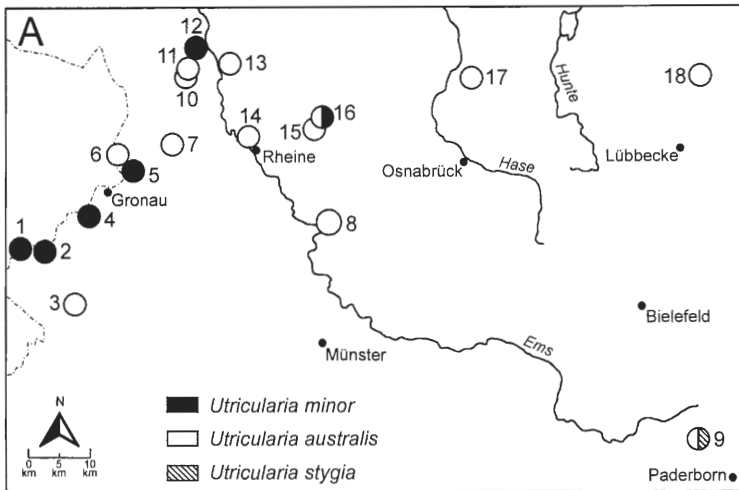 A
12
11
13
10
17
Hunte
18
16
14
15
7
6
Rheine
Osnabrück
Hase
Lübbecke
5
Gronau
4
1
2
8
3
Bielefeld
Münster
Ems
N
Utricularia minor
Utricularia australis
Utricularia stygia
0 5 10
km km km
9
Paderborn